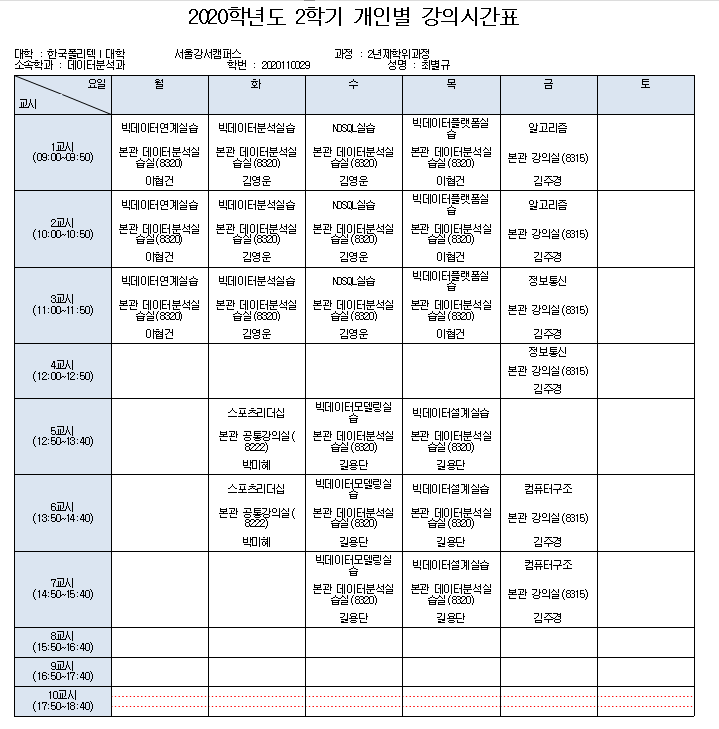 2020학년도 2학기 개인별 강의시간표
대학 : 한국폴리텍 I 대학 서울강서캠퍼스 과정 : 2년제학위과정
소속학과 : 데이터분석과 학번 : 2020110029 성명 : 최별규
요일 월 화 수 목 금 토
교시
빅데이터연계실습 빅데이터분석실습 NOSQL실습 빅데이터플랫폼실 알고리즘
습
1교시 본관 데이터분석실 본관 데이터분석실 본관 데이터분석실 본관 데이터분석실 본관 강의실(8315)
(09:00~09:50) 습실(8320) 습실(8320) 습실(8320) 습실(8320)
이협건 김영운 김영운 이협건 김주경
빅데이터연계실습 빅데이터분석실습 NOSQL실습 빅데이터플랫폼실 알고리즘
습
2교시 본관 데이터분석실 본관 데이터분석실 본관 데이터분석실 본관 데이터분석실 본관 강의실(8315)
(10:00~10:50) 습실(8320) 습실(8320) 습실(8320) 습실(8320)
이협건 김영운 김영운 이협건 김주경
빅데이터연계실습 빅데이터분석실습 NOSQL실습 빅데이터플랫폼실 정보통신
습
3교시 본관 데이터분석실 본관 데이터분석실 본관 데이터분석실 본관 데이터분석실 본관 강의실(8315)
(11:00~11:50) 습실(8320) 습실(8320) 습실(8320) 습실(8320)
이협건 김영운 김영운 이협건 김주경
정보통신
4교시 본관 강의실(8315)
(12:00~12:50)
김주경
스포츠리더십 빅데이터모델링실 빅데이터설계실습
습
5교시 본관 공통강의실( 본관 데이터분석실 본관 데이터분석실
(12:50~13:40) 8222) 습실(8320) 습실(8320)
박미혜 길용단 길용단
스포츠리더십 빅데이터모델링실 빅데이터설계실습 컴퓨터구조
습
6교시 본관 공통강의실( 본관 데이터분석실 본관 데이터분석실 본관 강의실(8315)
(13:50~14:40) 8222) 습실(8320) 습실(8320)
박미혜 길용단 길용단 김주경
빅데이터모델링실 빅데이터설계실습 컴퓨터구조
습
7교시 본관 데이터분석실 본관 데이터분석실 본관 강의실(8315)
(14:50~15:40) 습실(8320) 습실(8320)
길용단 길용단 김주경
8교시
(15:50~16:40)
9교시
(16:50~17:40)
10교시
(17:50~18:40)